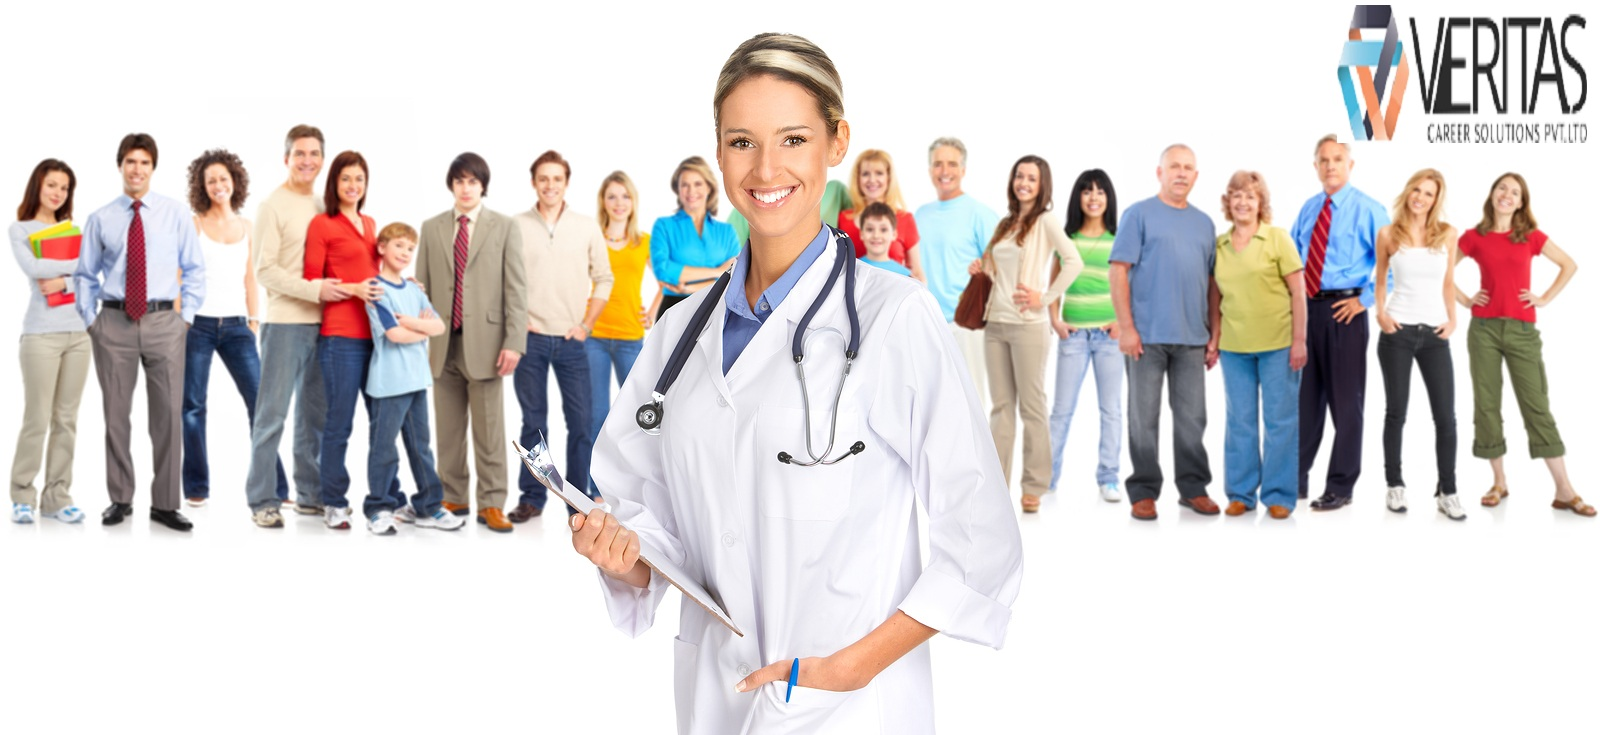 VERITAS
CAREER SOLUTIONS PVT.LTD